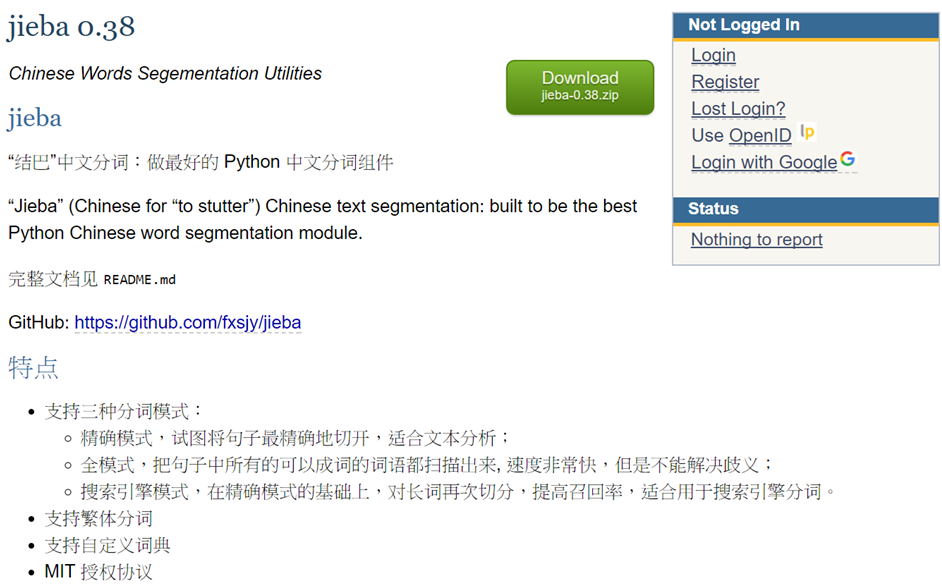 jieba 0.38
Chinese Words Segementation Utilities
Download
jieba-0.38.zip
jieba
“结巴”中文分词：做最好的 Python 中文分词组件
“Jieba” (Chinese for “to stutter”) Chinese text segmentation: built to be the best
Python Chinese word segmentation module.
完整文档见 README.md
GitHub: https://github.com/fxsjy/jieba
特点
• 支持三种分词模式：
◦ 精确模式，试图将句子最精确地切开，适合文本分析；
◦ 全模式，把句子中所有的可以成词的词语都扫描出来, 速度非常快，但是不能解决歧义；
◦ 搜索引擎模式，在精确模式的基础上，对长词再次切分，提高召回率，适合用于搜索引擎分词。
• 支持繁体分词
• 支持自定义词典
• MIT 授权协议
Not Logged In
Login
Register
Lost Login?
Use OpenID lp
Login with Google G
Status
Nothing to report